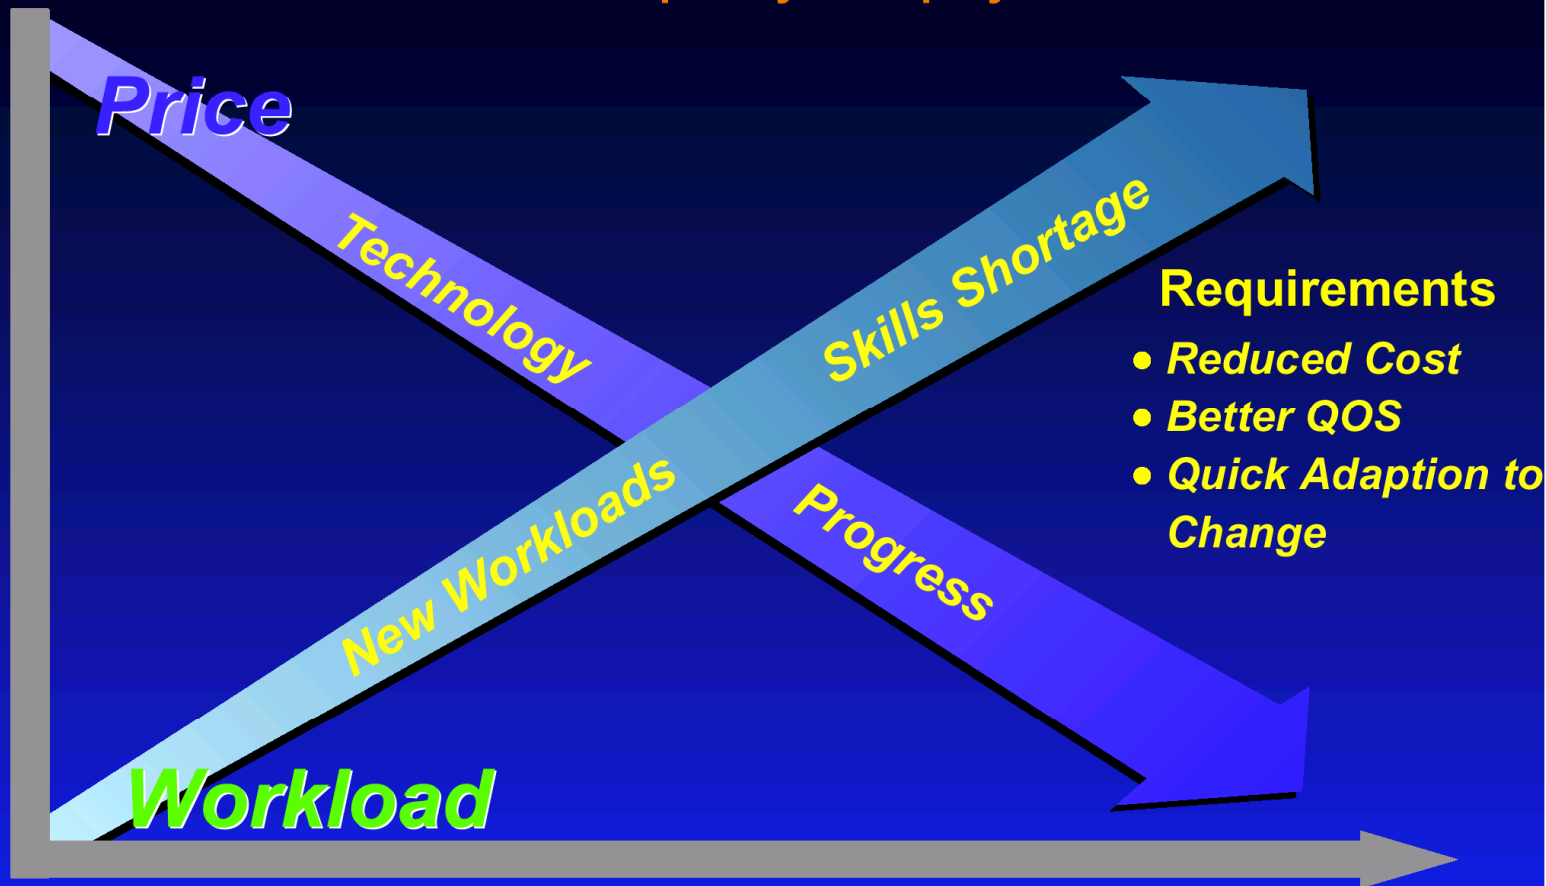 Price
Technology
Skills Shortage
Requirements
● Reduced Cost
● Better QOS
● Quick Adaption to
Change
New Workloads
Progress
Workload